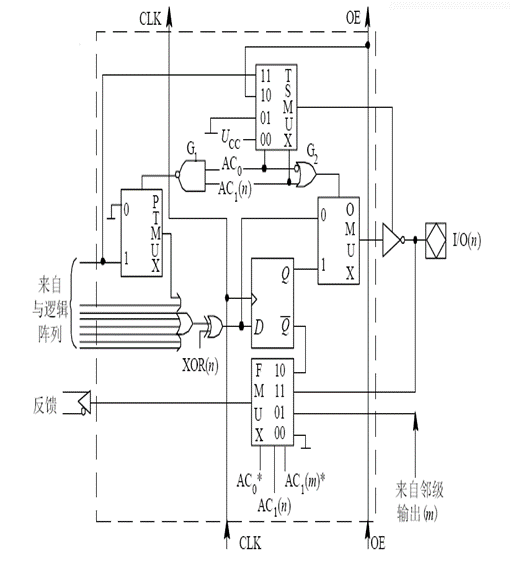 CLK
OE
11 T
10 S
M
01 U
00 X
U_CC
G₁
AC₀
AC₁(n)
G₂
P
0 T
M
U
1 X
O
0 M
U
1 X
I/O(n)
来自
与逻辑
阵列
Q
D Q̅
XOR(n)
F 10
M 11
U 01
X 00
反馈
AC₀*
AC₁(n)
AC₁(m)*
来自邻级
输出(m)
CLK
OE